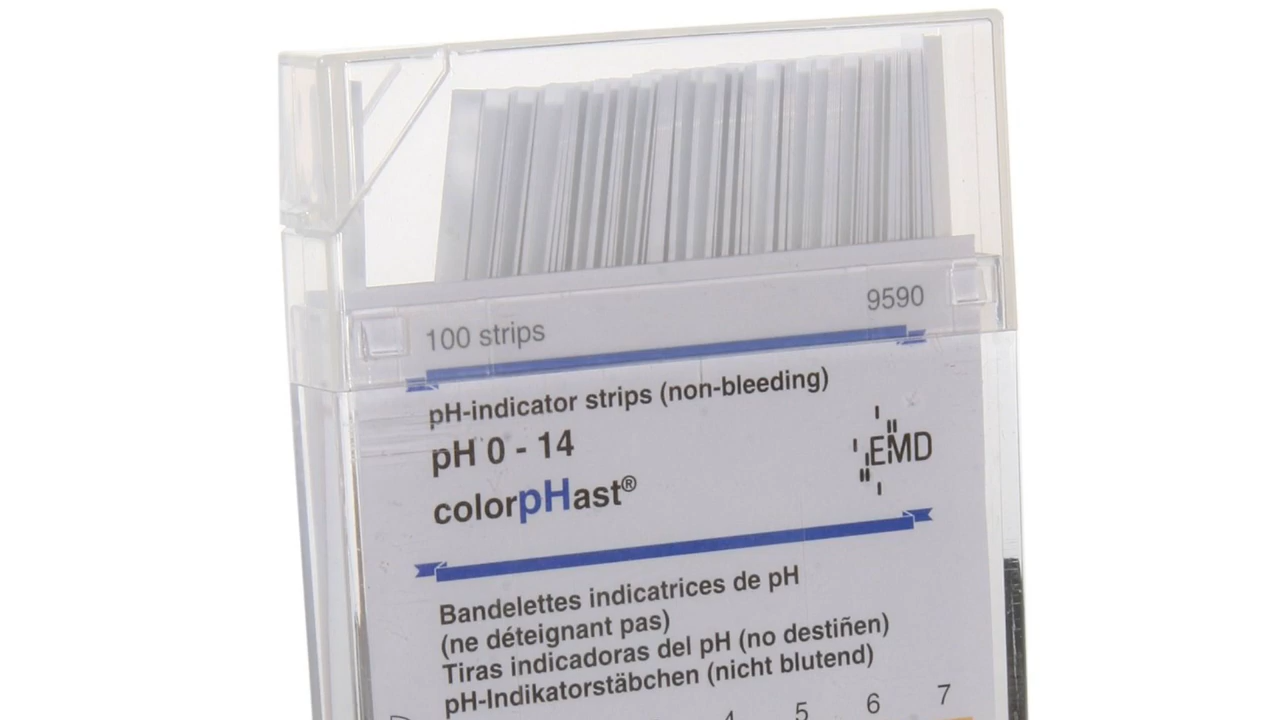 100 strips 9590
pH-indicator strips (non-bleeding)
pH 0 - 14
EMD
colorpHast®
Bandelettes indicatrices de pH
(ne déteignant pas)
Tiras indicadoras del pH (no destiñen)
pH-Indikatorstäbchen (nicht blutend)
4 5 6 7